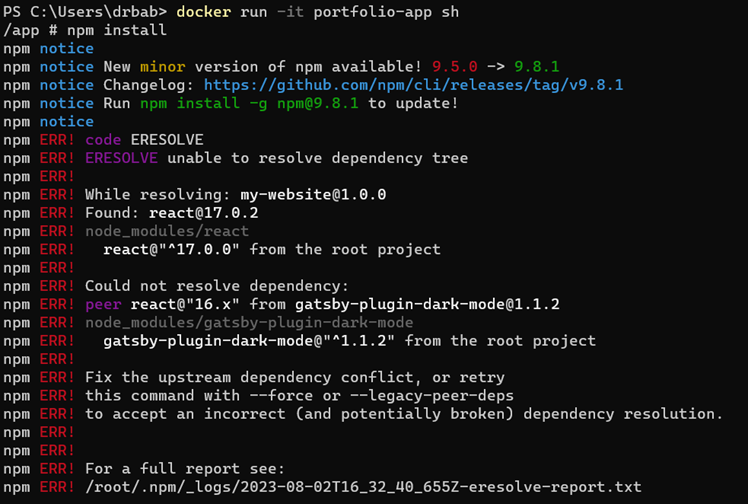 PS C:\Users\drbab> docker run -it portfolio-app sh
/app # npm install
npm notice
npm notice New minor version of npm available! 9.5.0 -> 9.8.1
npm notice Changelog: https://github.com/npm/cli/releases/tag/v9.8.1
npm notice Run npm install -g npm@9.8.1 to update!
npm notice
npm ERR! code ERESOLVE
npm ERR! ERESOLVE unable to resolve dependency tree
npm ERR!
npm ERR! While resolving: my-website@1.0.0
npm ERR! Found: react@17.0.2
npm ERR! node_modules/react
npm ERR!   react@"^17.0.0" from the root project
npm ERR!
npm ERR! Could not resolve dependency:
npm ERR! peer react@"16.x" from gatsby-plugin-dark-mode@1.1.2
npm ERR! node_modules/gatsby-plugin-dark-mode
npm ERR!   gatsby-plugin-dark-mode@"^1.1.2" from the root project
npm ERR!
npm ERR! Fix the upstream dependency conflict, or retry
npm ERR! this command with --force or --legacy-peer-deps
npm ERR! to accept an incorrect (and potentially broken) dependency resolution.
npm ERR!
npm ERR!
npm ERR! For a full report see:
npm ERR! /root/.npm/_logs/2023-08-02T16_32_40_655Z-eresolve-report.txt